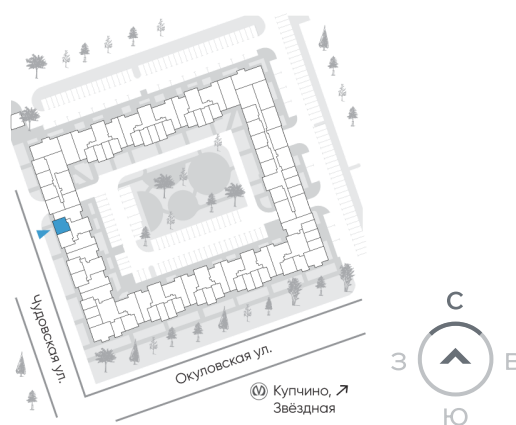 С
З
В
Ю
Чудовская ул.
Окуловская ул.
Купчино,
Звёздная